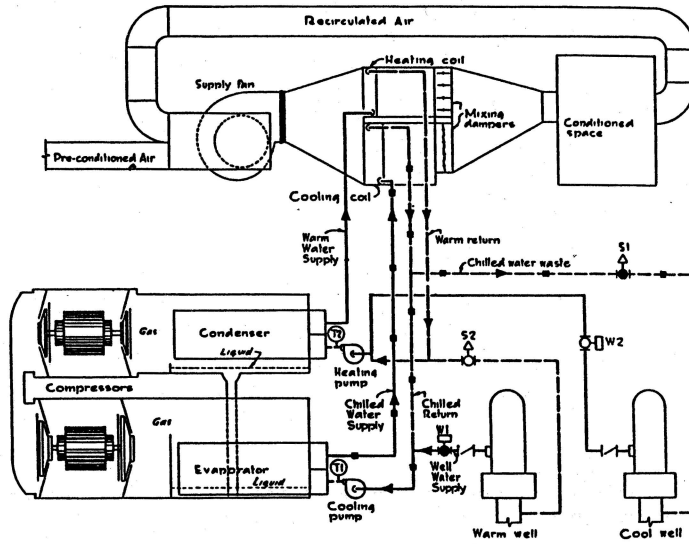 Recirculated Air
Heating coil
Supply Fan
Mixing
dampers
Conditioned
space
Pre-conditioned Air
Cooling coil
Warm
Water
Supply
Warm return
Chilled water waste
S1
Gas
Condenser
Liquid
T2
Heating
pump
S2
W2
Compressors
Gas
Chilled
Water
Supply
Chilled
Return
W1
Well
Water
Supply
Evaporator
Liquid
T1
Cooling
pump
Warm well
Cool well